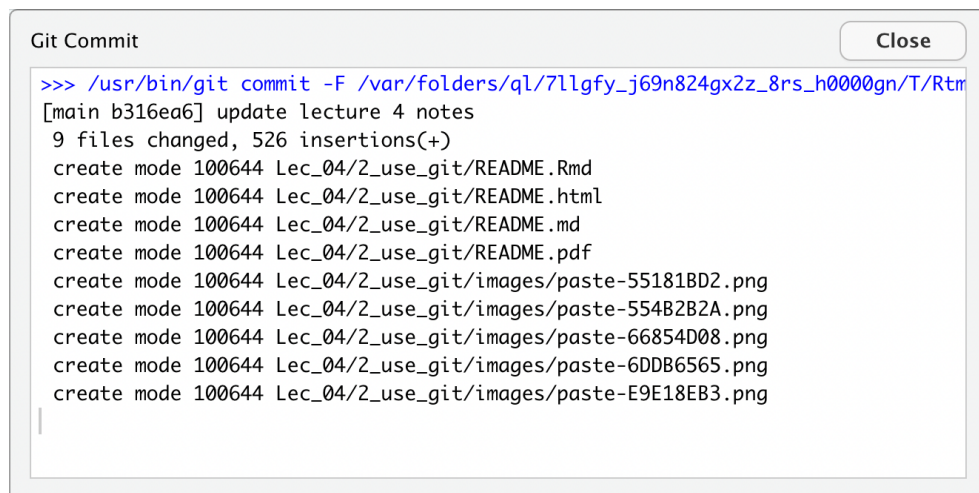 Git Commit
Close
>>> /usr/bin/git commit -F /var/folders/ql/7llgfy_j69n824gx2z_8rs_h0000gn/T/Rtm
[main b316ea6] update lecture 4 notes
9 files changed, 526 insertions(+)
create mode 100644 Lec_04/2_use_git/README.Rmd
create mode 100644 Lec_04/2_use_git/README.html
create mode 100644 Lec_04/2_use_git/README.md
create mode 100644 Lec_04/2_use_git/README.pdf
create mode 100644 Lec_04/2_use_git/images/paste-55181BD2.png
create mode 100644 Lec_04/2_use_git/images/paste-554B2B2A.png
create mode 100644 Lec_04/2_use_git/images/paste-66854D08.png
create mode 100644 Lec_04/2_use_git/images/paste-6DDB6565.png
create mode 100644 Lec_04/2_use_git/images/paste-E9E18EB3.png